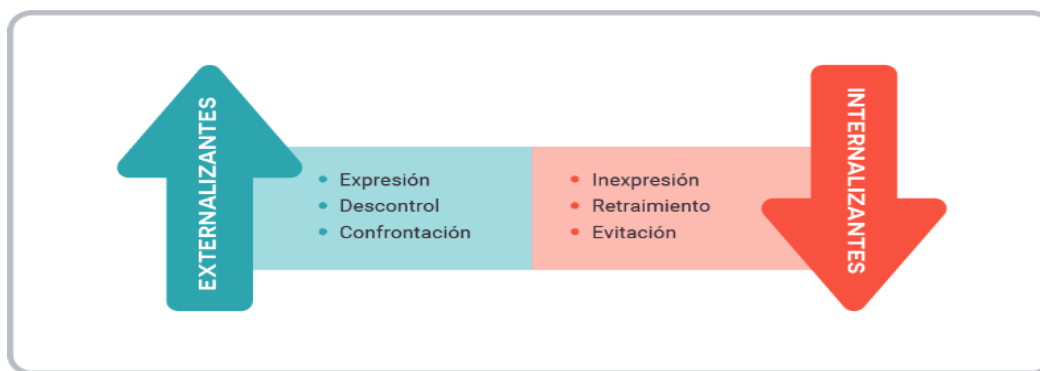 EXTERNALIZANTES
Expresión
Descontrol
Confrontación
Inexpresión
Retraimiento
Evitación
INTERNALIZANTES